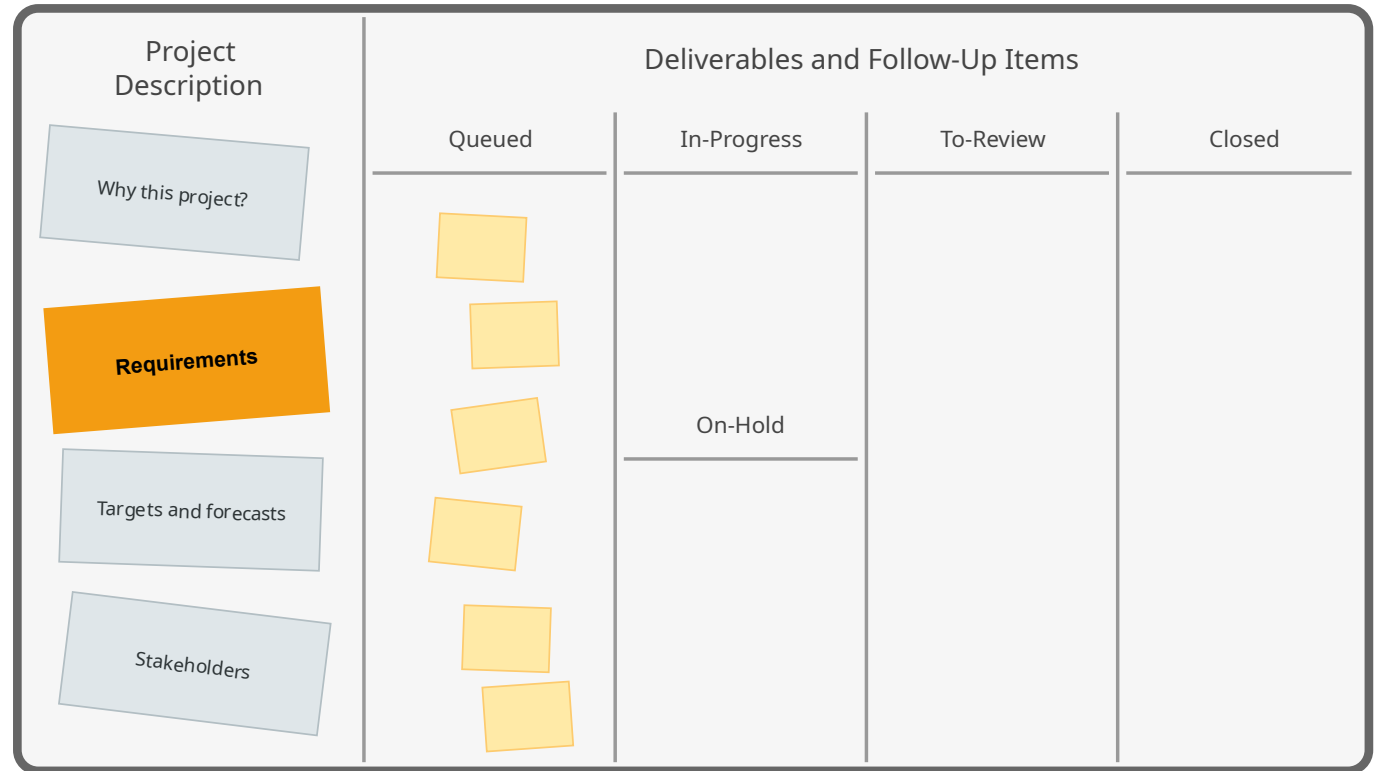 Project
Description
Deliverables and Follow-Up Items
Queued
In-Progress
To-Review
Closed
Why this project?
Requirements
On-Hold
Targets and forecasts
Stakeholders